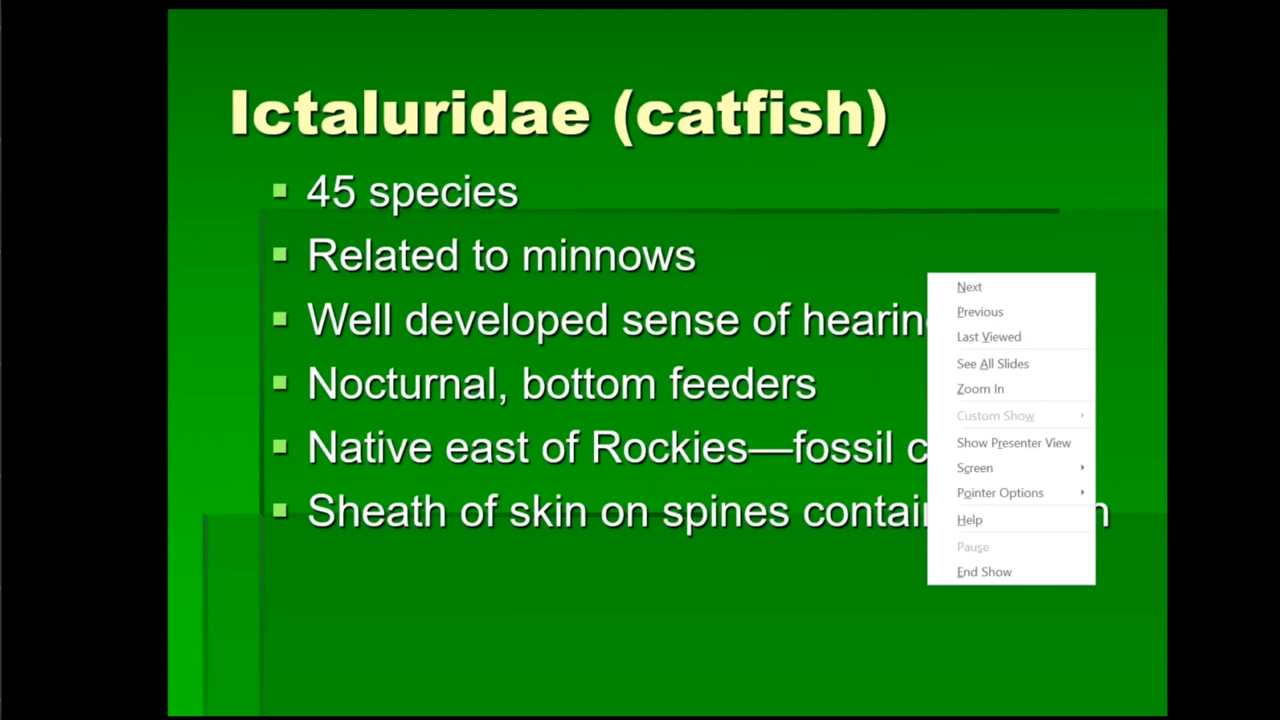 Ictaluridae (catfish)
45 species
Related to minnows
Well developed sense of
Nocturnal, bottom feeders
Native east of Rockies—fossil
Sheath of skin on spines
Next
Previous
Last Viewed
See All Slides
Zoom In
Custom Show
Show Presenter View
Screen
Pointer Options
Help
Pause
End Show